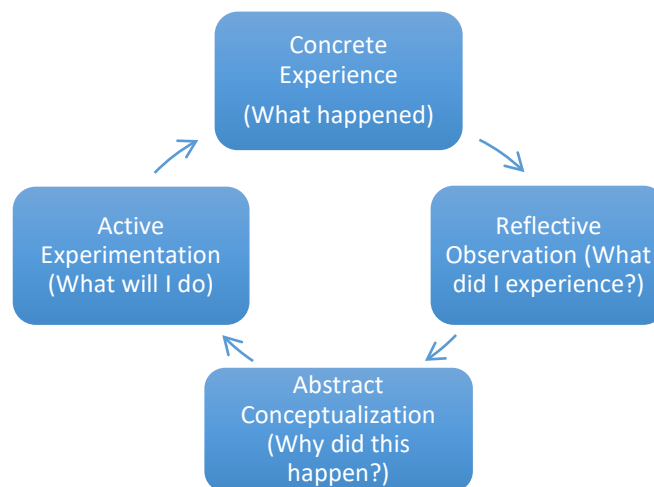 Concrete
Experience
(What happened)
Active
Experimentation
(What will I do)
Reflective
Observation (What
did I experience?)
Abstract
Conceptualization
(Why did this
happen?)